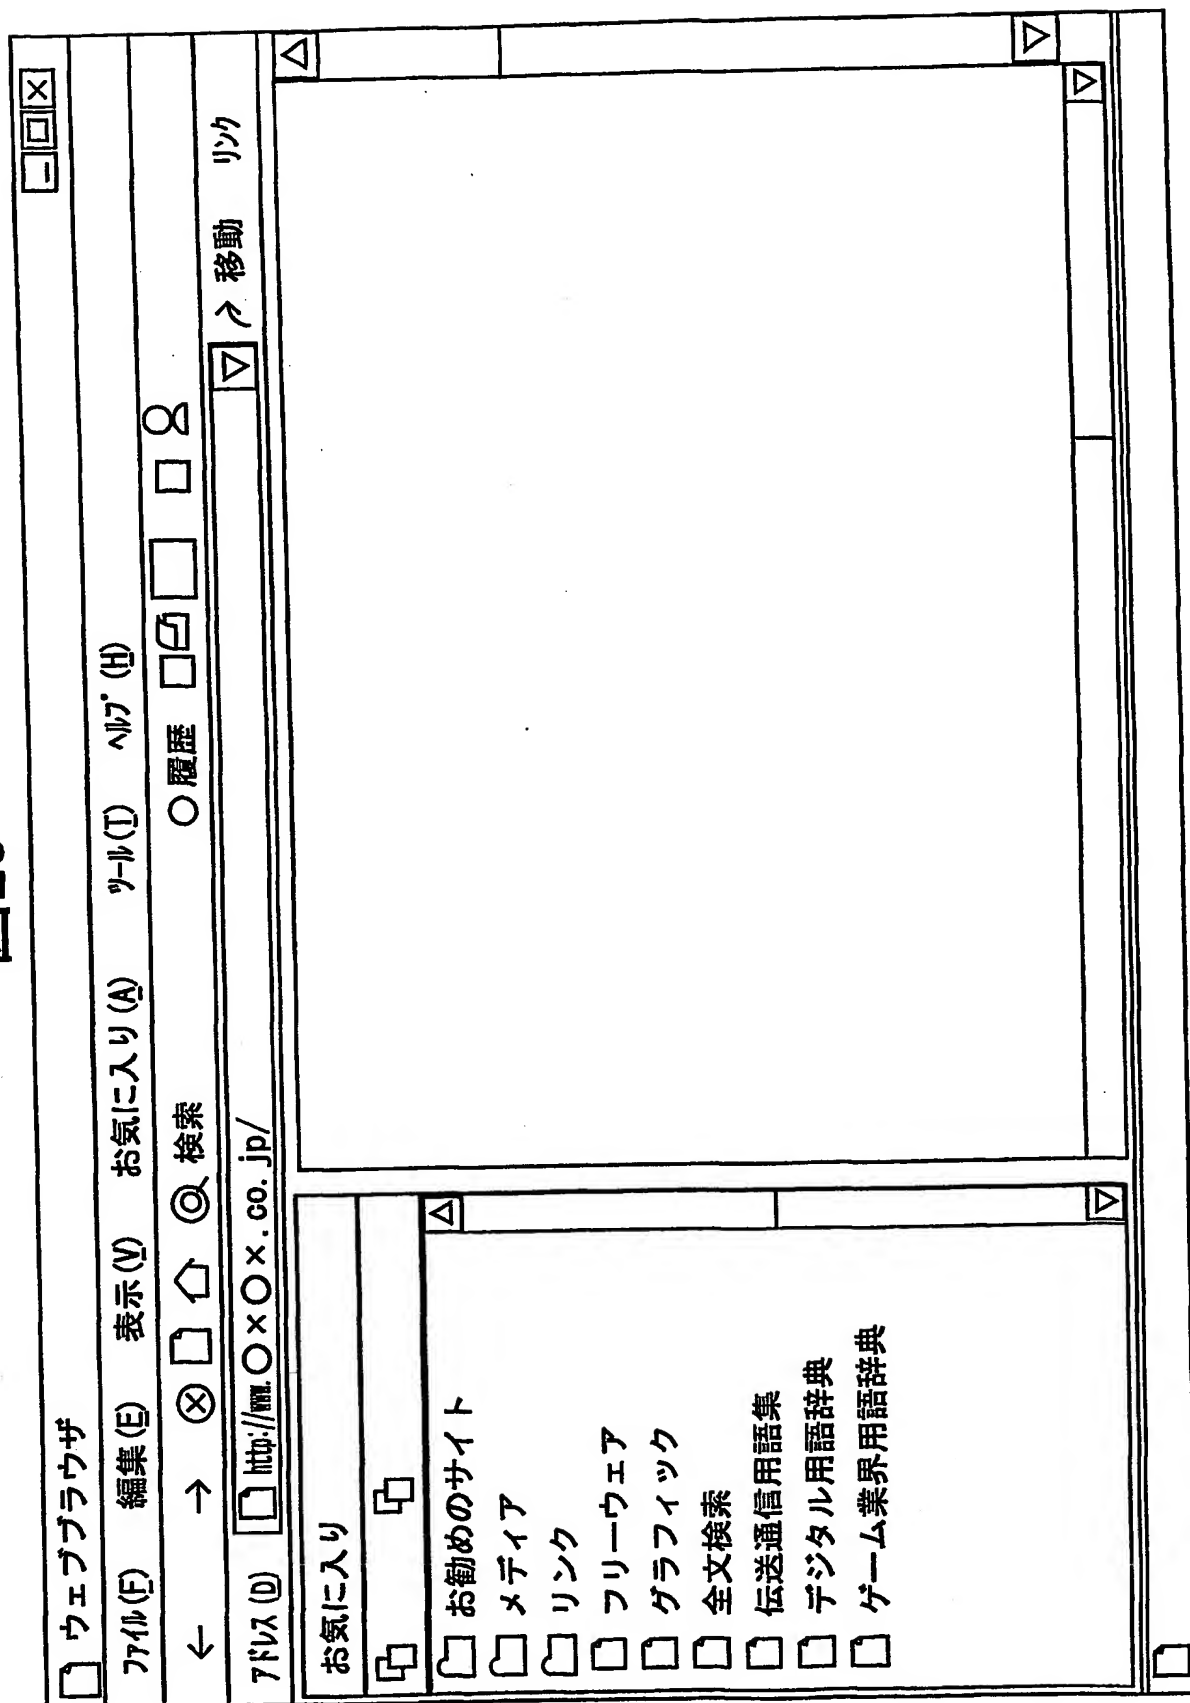 ウェブブラウザ
ファイル(F) 編集(E) 表示(V) お気に入り(A) ツール(T) ヘルプ(H)
検索 履歴
アドレス(D) http://www.○×○×.co.jp/ 移動 リンク
お気に入り
お勧めのサイト
メディア
リンク
フリーウェア
グラフィック
全文検索
伝送通信用語集
デジタル用語辞典
ゲーム業界用語辞典